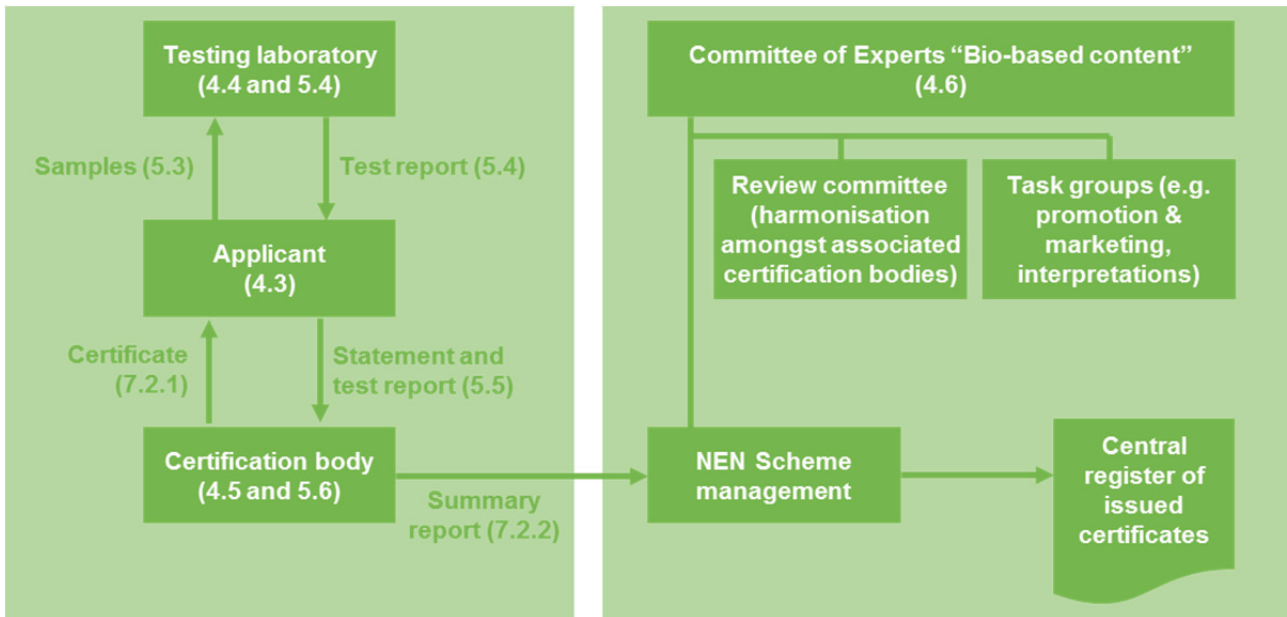 Testing laboratory
(4.4 and 5.4)
Samples (5.3)
Test report (5.4)
Applicant
(4.3)
Certificate
(7.2.1)
Statement and
test report (5.5)
Certification body
(4.5 and 5.6)
Summary
report (7.2.2)
Committee of Experts “Bio-based content”
(4.6)
Review committee
(harmonisation
amongst associated
certification bodies)
Task groups (e.g.
promotion &
marketing,
interpretations)
NEN Scheme
management
Central
register of
issued
certificates